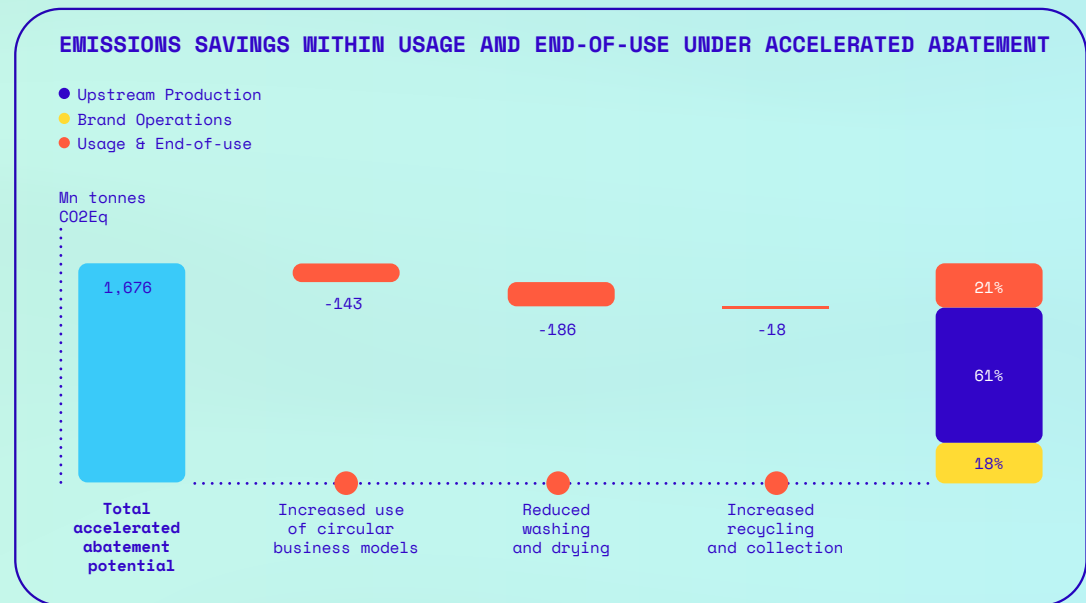 EMISSIONS SAVINGS WITHIN USAGE AND END-OF-USE UNDER ACCELERATED ABATEMENT
Upstream Production
Brand Operations
Usage & End-of-use
Mn tonnes
CO2Eq
1,676
-143
-186
-18
21%
61%
18%
Total
accelerated
abatement
potential
Increased use
of circular
business models
Reduced
washing
and drying
Increased
recycling
and collection